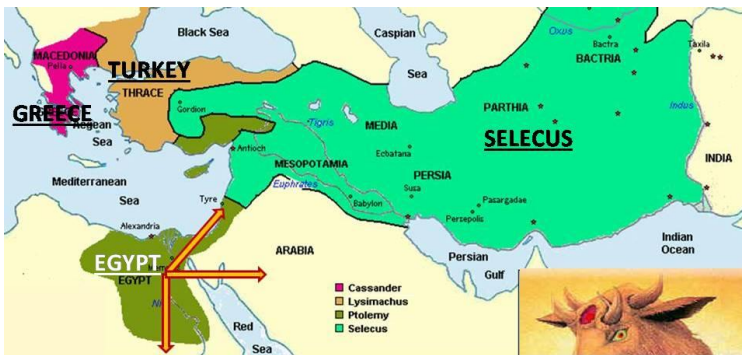 Black Sea
Caspian
Sea
Oxus
Bactra
BACTRIA
Taxila
MACEDONIA
Pella
TURKEY
THRACE
GREECE
Aegean
Sea
Gordion
PARTHIA
Indus
SELECUS
Tigris
MEDIA
Antioch
MESOPOTAMIA
Ecbatana
INDIA
Mediterranean
Sea
Euphrates
PERSIA
Tyre
Babylon
Susa
Pasargadae
Persepolis
Alexandria
EGYPT
EGYPT
ARABIA
Persian
Gulf
Indian
Ocean
Red
Sea
Cassander
Lysimachus
Ptolemy
Selecus